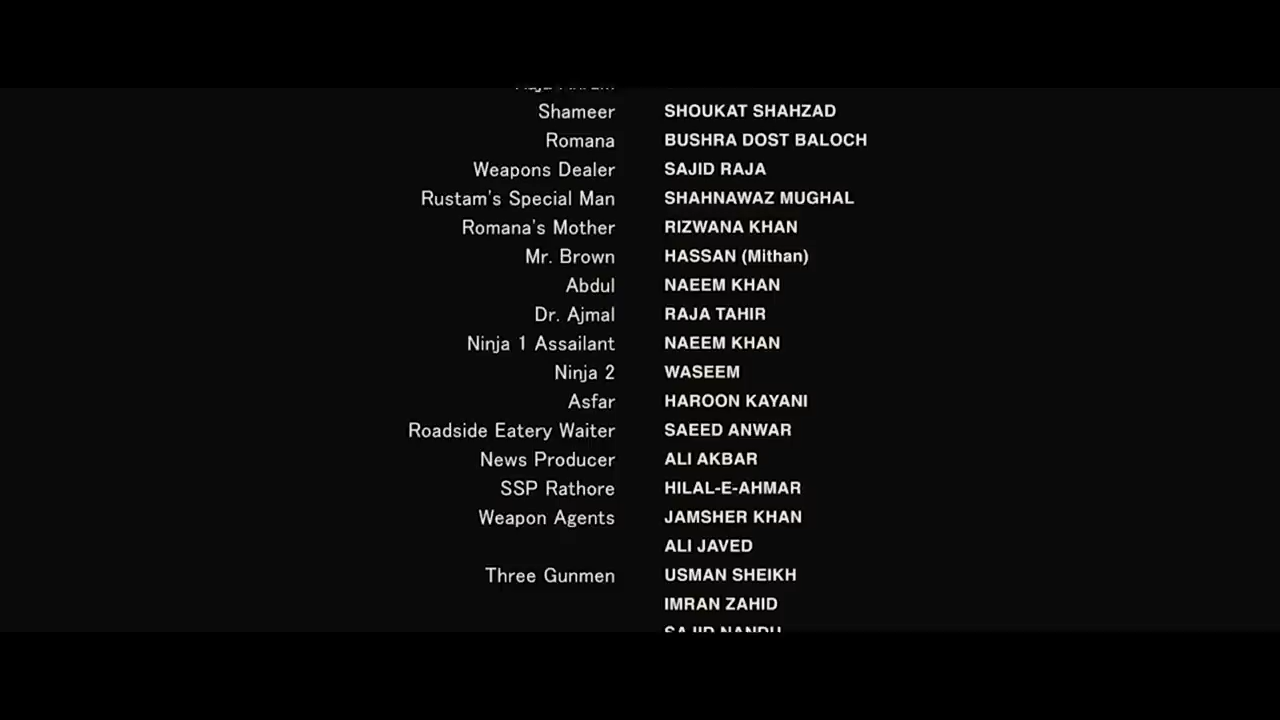 Shameer SHOUKAT SHAHZAD
Romana BUSHRA DOST BALOCH
Weapons Dealer SAJID RAJA
Rustam's Special Man SHAHNAWAZ MUGHAL
Romana's Mother RIZWANA KHAN
Mr. Brown HASSAN (Mithan)
Abdul NAEEM KHAN
Dr. Ajmal RAJA TAHIR
Ninja 1 Assailant NAEEM KHAN
Ninja 2 WASEEM
Asfar HAROON KAYANI
Roadside Eatery Waiter SAEED ANWAR
News Producer ALI AKBAR
SSP Rathore HILAL-E-AHMAR
Weapon Agents JAMSHER KHAN
ALI JAVED
Three Gunmen USMAN SHEIKH
IMRAN ZAHID